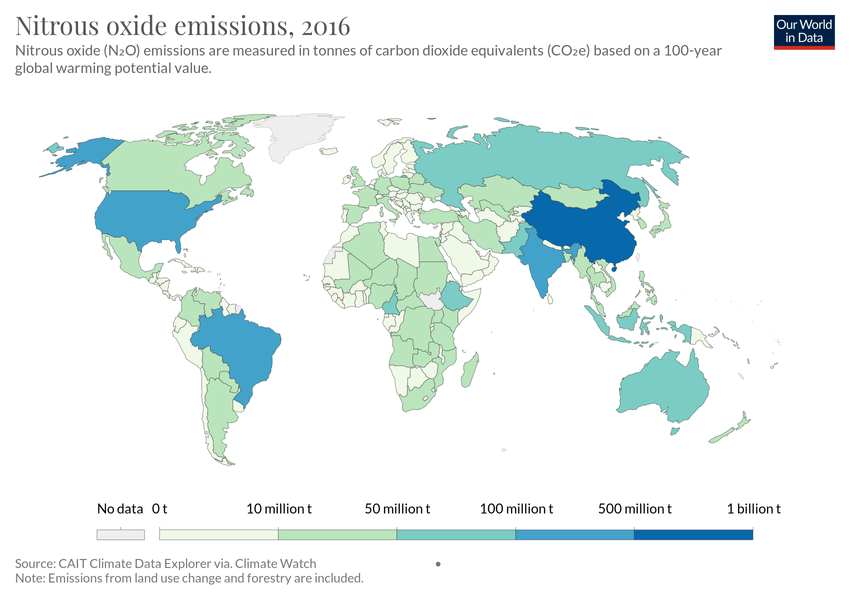 Nitrous oxide emissions, 2016
Our World
in Data
Nitrous oxide (N₂O) emissions are measured in tonnes of carbon dioxide equivalents (CO₂e) based on a 100-year
global warming potential value.
No data
0 t
10 million t
50 million t
100 million t
500 million t
1 billion t
Source: CAIT Climate Data Explorer via. Climate Watch
Note: Emissions from land use change and forestry are included.